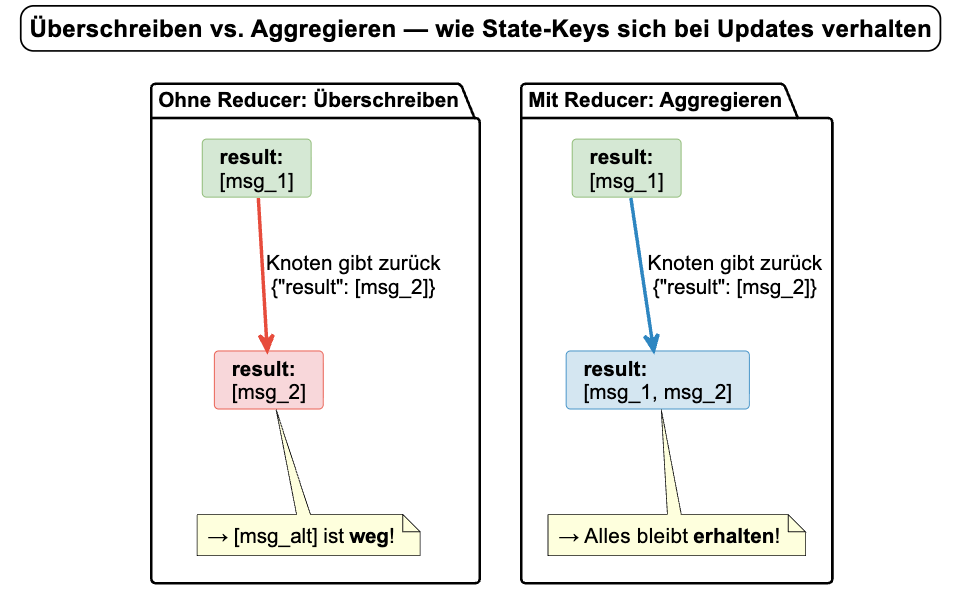 Überschreiben vs. Aggregieren — wie State-Keys sich bei Updates verhalten
Ohne Reducer: Überschreiben
result:
[msg_1]
Knoten gibt zurück
{"result": [msg_2]}
result:
[msg_2]
→ [msg_alt] ist weg!
Mit Reducer: Aggregieren
result:
[msg_1]
Knoten gibt zurück
{"result": [msg_2]}
result:
[msg_1, msg_2]
→ Alles bleibt erhalten!